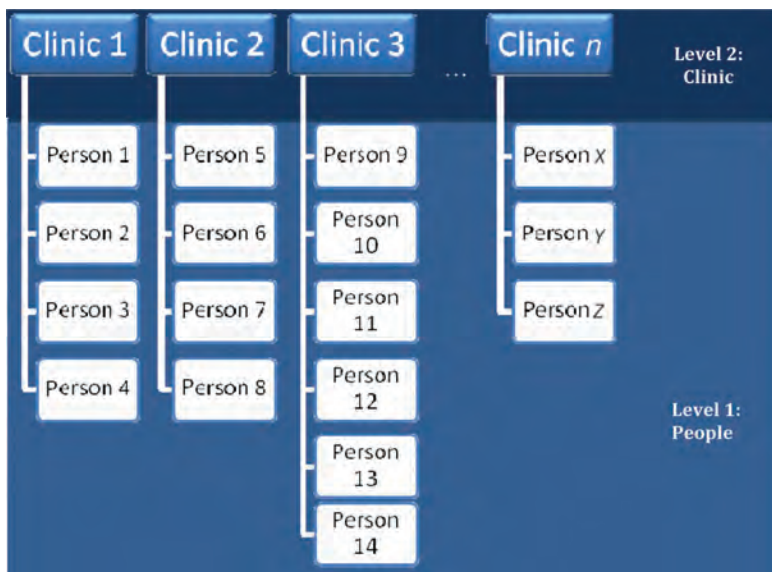 Clinic 1
Clinic 2
Clinic 3
...
Clinic n
Level 2:
Clinic
Person 1
Person 2
Person 3
Person 4
Person 5
Person 6
Person 7
Person 8
Person 9
Person
10
Person
11
Person
12
Person
13
Person
14
Person X
Person Y
Person Z
Level 1:
People